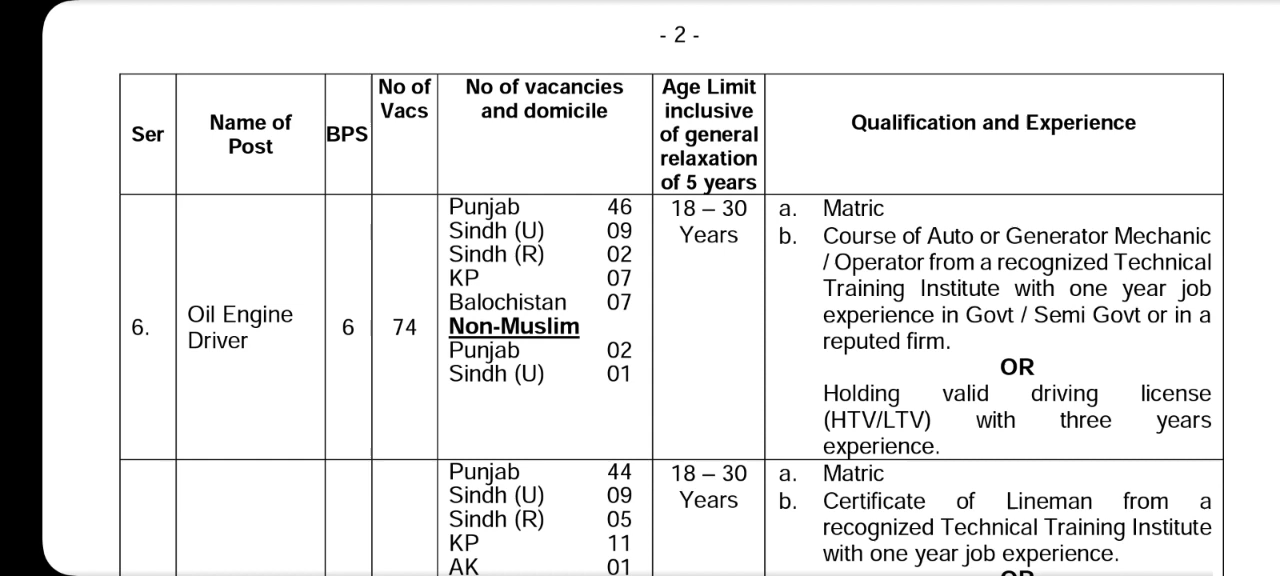 - 2 -
Ser
Name of
Post
BPS
No of
Vacs
No of vacancies
and domicile
Age Limit
inclusive
of general
relaxation
of 5 years
Qualification and Experience
6.
Oil Engine
Driver
6
74
Punjab 46
Sindh (U) 09
Sindh (R) 02
KP 07
Balochistan 07
Non-Muslim
Punjab 02
Sindh (U) 01
18 – 30
Years
a. Matric
b. Course of Auto or Generator Mechanic
/ Operator from a recognized Technical
Training Institute with one year job
experience in Govt / Semi Govt or in a
reputed firm.
OR
Holding valid driving license
(HTV/LTV) with three years
experience.
Punjab 44
Sindh (U) 09
Sindh (R) 05
KP 11
AK 01
18 – 30
Years
a. Matric
b. Certificate of Lineman from a
recognized Technical Training Institute
with one year job experience.
OR